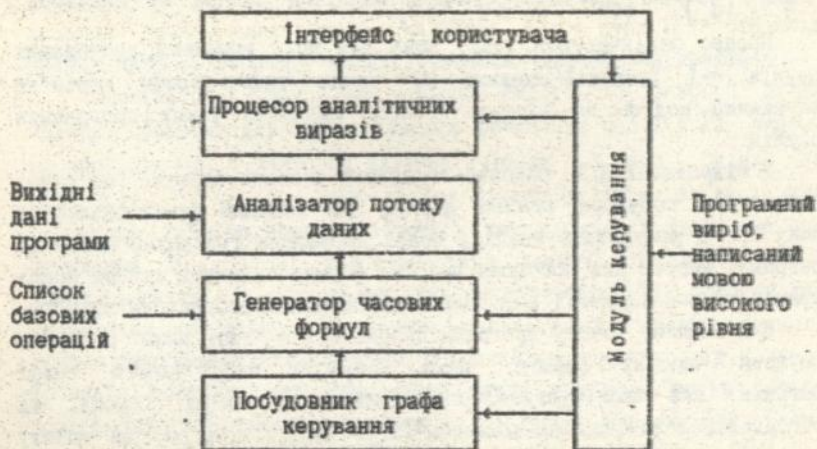 Інтерфейс користувача
Процесор аналітичних
виразів
Вихідні
дані
програми
Аналізатор потоку
даних
Список
базових
операцій
Генератор часових
формул
Побудовник графа
керування
Модуль керування
Програмний
виріб,
написаний
мовою
високого
рівня